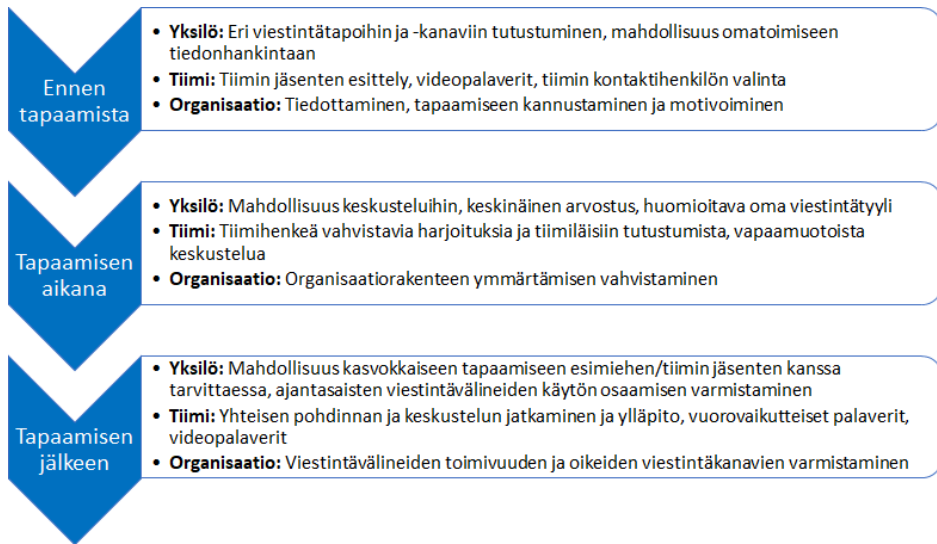 Ennen
tapaamista
• Yksilö: Eri viestintätapoihin ja -kanaviin tutustuminen, mahdollisuus omatoimiseen
tiedonhankintaan
• Tiimi: Tiimin jäsenten esittely, videopalaverit, tiimin kontaktihenkilön valinta
• Organisaatio: Tiedottaminen, tapaamiseen kannustaminen ja motivoiminen
Tapaamisen
aikana
• Yksilö: Mahdollisuus keskusteluihin, keskinäinen arvostus, huomioitava oma viestintätyyli
• Tiimi: Tiimihenkeä vahvistavia harjoituksia ja tiimiläisiin tutustumista, vapaamuotoista
keskustelua
• Organisaatio: Organisaatiorakenteen ymmärtämisen vahvistaminen
Tapaamisen
jälkeen
• Yksilö: Mahdollisuus kasvokkaiseen tapaamiseen esimiehen/tiimin jäsenten kanssa
tarvittaessa, ajantasaisten viestintävälineiden käytön osaamisen varmistaminen
• Tiimi: Yhteisen pohdinnan ja keskustelun jatkaminen ja ylläpito, vuorovaikutteiset palaverit,
videopalaverit
• Organisaatio: Viestintävälineiden toimivuuden ja oikeiden viestintäkanavien varmistaminen